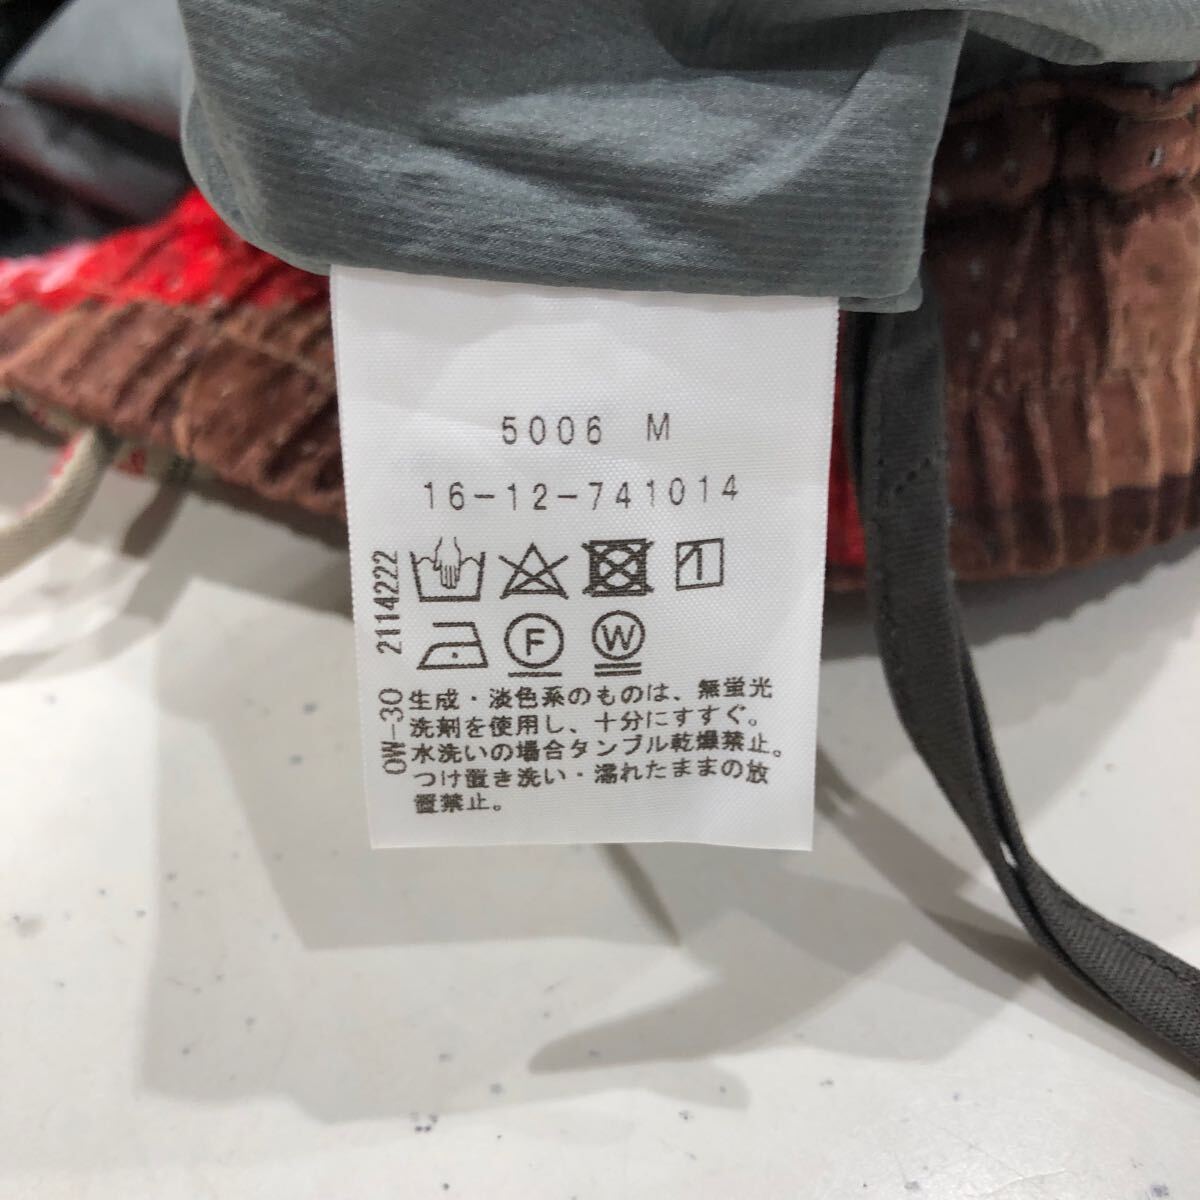 5006 M
16-12-741014
2114222
F
W
OW-30
生成・淡色系のものは、無蛍光
洗剤を使用し、十分にすすぐ。
水洗いの場合タンブル乾燥禁止。
つけ置き洗い・濡れたままの放
置禁止。